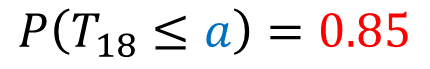 P(T₁₈ ≤ a) = 0.85